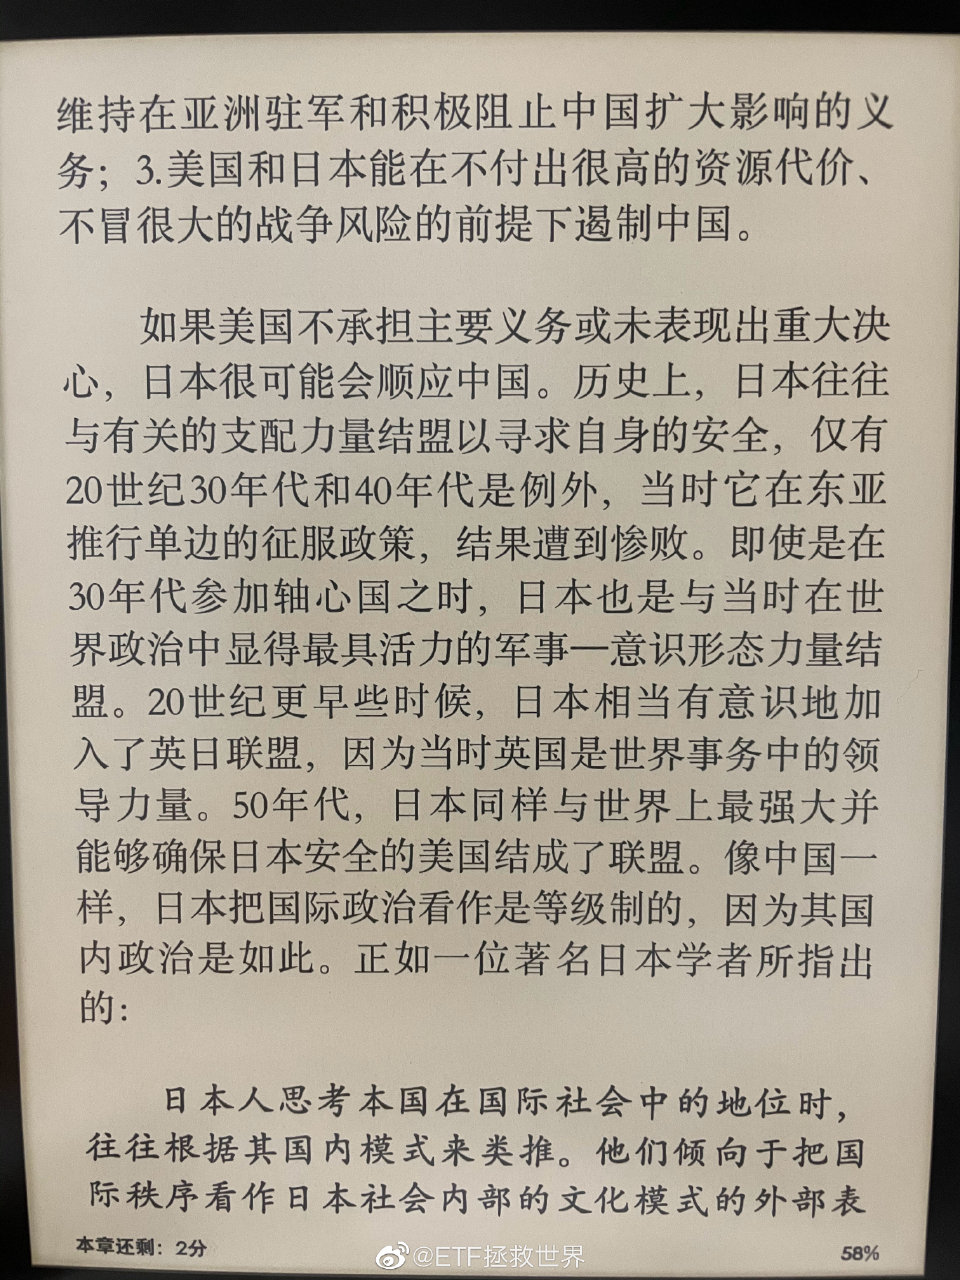 维持在亚洲驻军和积极阻止中国扩大影响的义
务；3.美国和日本能在不付出很高的资源代价、
不冒很大的战争风险的前提下遏制中国。
如果美国不承担主要义务或未表现出重大决
心，日本很可能会顺应中国。历史上，日本往往
与有关的支配力量结盟以寻求自身的安全，仅有
20世纪30年代和40年代是例外，当时它在东亚
推行单边的征服政策，结果遭到惨败。即使是在
30年代参加轴心国之时，日本也是与当时在世
界政治中显得最具活力的军事—意识形态力量结
盟。20世纪更早些时候，日本相当有意识地加
入了英日联盟，因为当时英国是世界事务中的领
导力量。50年代，日本同样与世界上最强大并
能够确保日本安全的美国结成了联盟。像中国一
样，日本把国际政治看作是等级制的，因为其国
内政治是如此。正如一位著名日本学者所指出
的：
日本人思考本国在国际社会中的地位时，
往往根据其国内模式来类推。他们倾向于把国
际秩序看作日本社会内部的文化模式的外部表
本章还剩：2分
58%
@ETF拯救世界